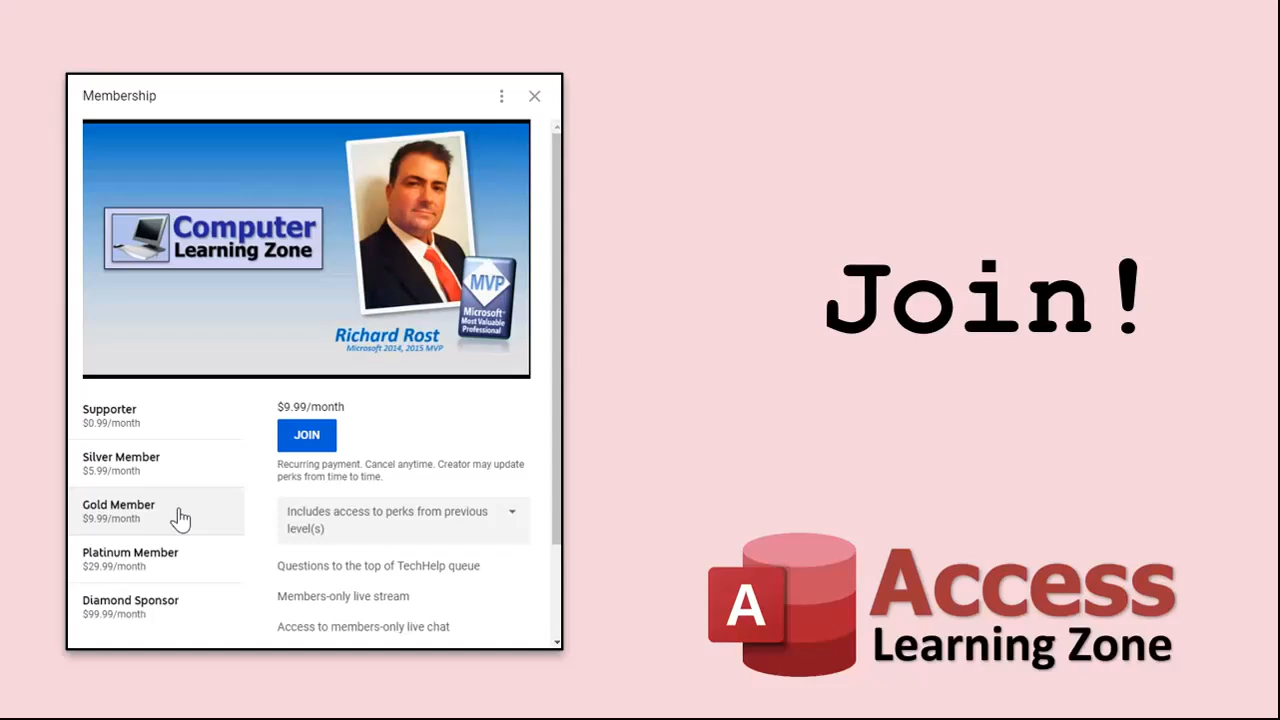 Membership
Computer
Learning Zone
MVP
Microsoft®
Most Valuable
Professional
Richard Rost
Microsoft 2014, 2015 MVP
Supporter
$0.99/month
Silver Member
$5.99/month
Gold Member
$9.99/month
Platinum Member
$29.99/month
Diamond Sponsor
$99.99/month
$9.99/month
JOIN
Recurring payment. Cancel anytime. Creator may update
perks from time to time.
Includes access to perks from previous
level(s)
Questions to the top of TechHelp queue
Members-only live stream
Access to members-only live chat
Join!
A
Access
Learning Zone